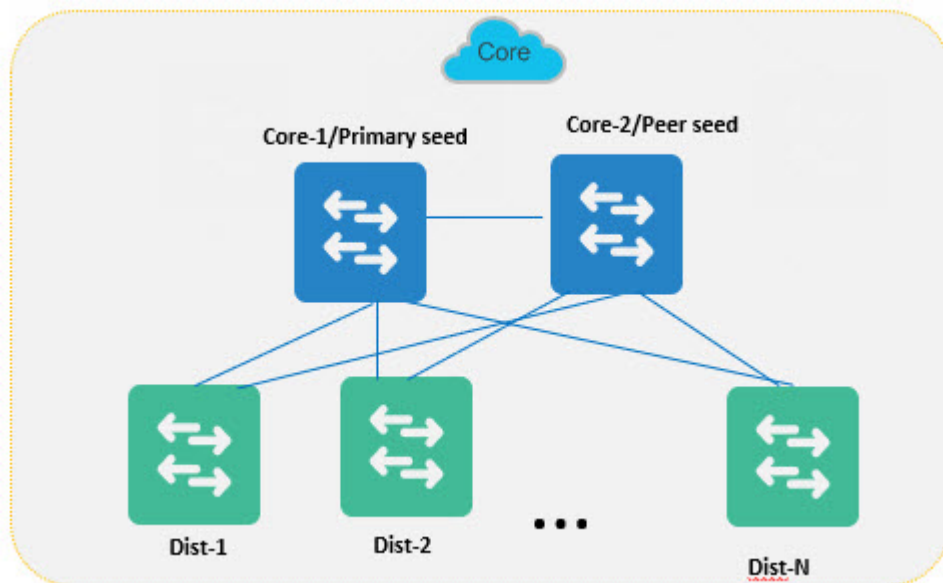 Core
Core-1/Primary seed
Core-2/Peer seed
Dist-1
Dist-2
...
Dist-N